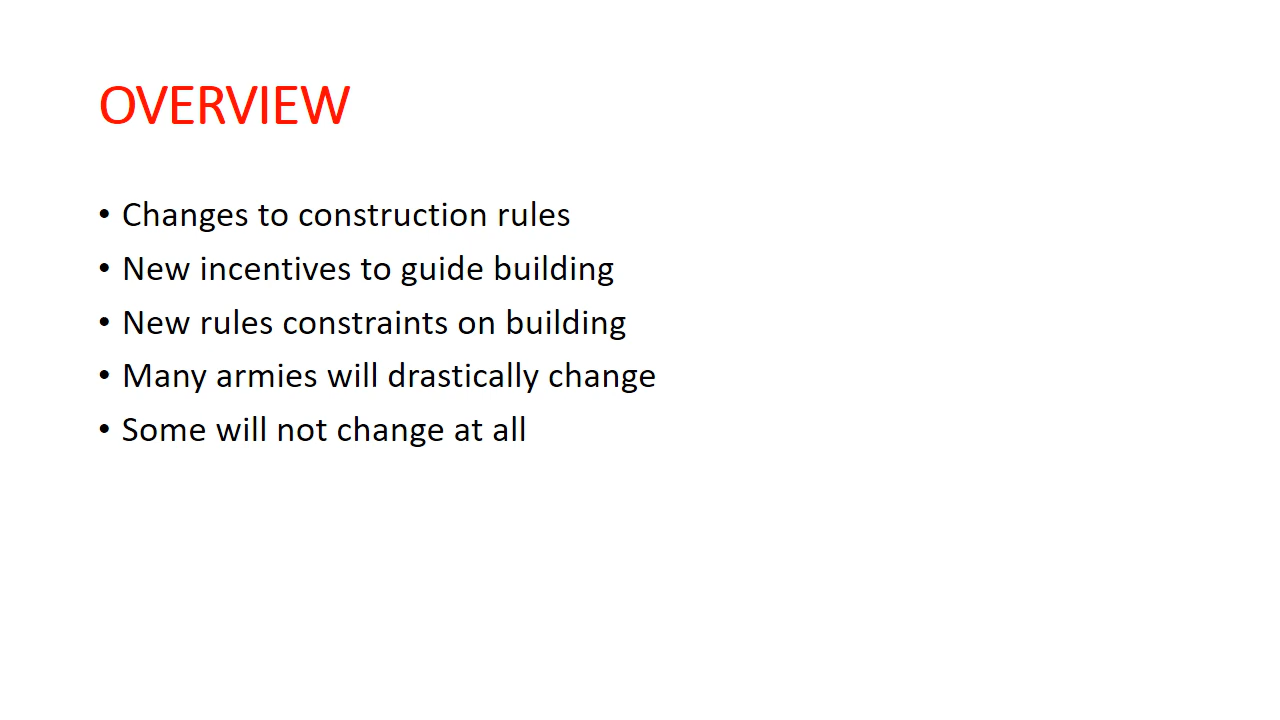 OVERVIEW
• Changes to construction rules
• New incentives to guide building
• New rules constraints on building
• Many armies will drastically change
• Some will not change at all